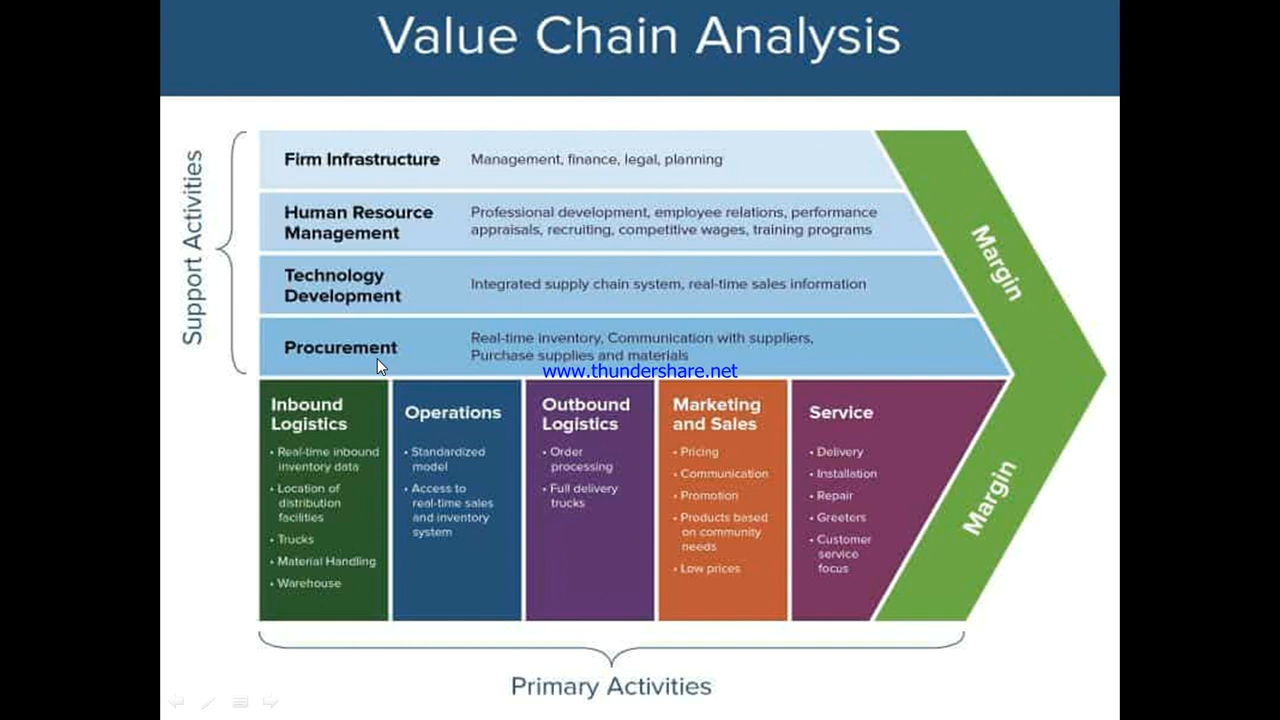 Value Chain Analysis
Support Activities
Firm Infrastructure
Management, finance, legal, planning
Human Resource
Management
Professional development, employee relations, performance
appraisals, recruiting, competitive wages, training programs
Technology
Development
Integrated supply chain system, real-time sales information
Procurement
Real-time inventory, Communication with suppliers,
Purchase supplies and materials
www.thundershare.net
Margin
Inbound
Logistics
• Real-time inbound
inventory data
• Location of
distribution
facilities
• Trucks
• Material Handling
• Warehouse
Operations
• Standardized
model
• Access to
real-time sales
and inventory
system
Outbound
Logistics
• Order
processing
• Full delivery
trucks
Marketing
and Sales
• Pricing
• Communication
• Promotion
• Products based
on community
needs
• Low prices
Service
• Delivery
• Installation
• Repair
• Greeters
• Customer
service
focus
Margin
Primary Activities